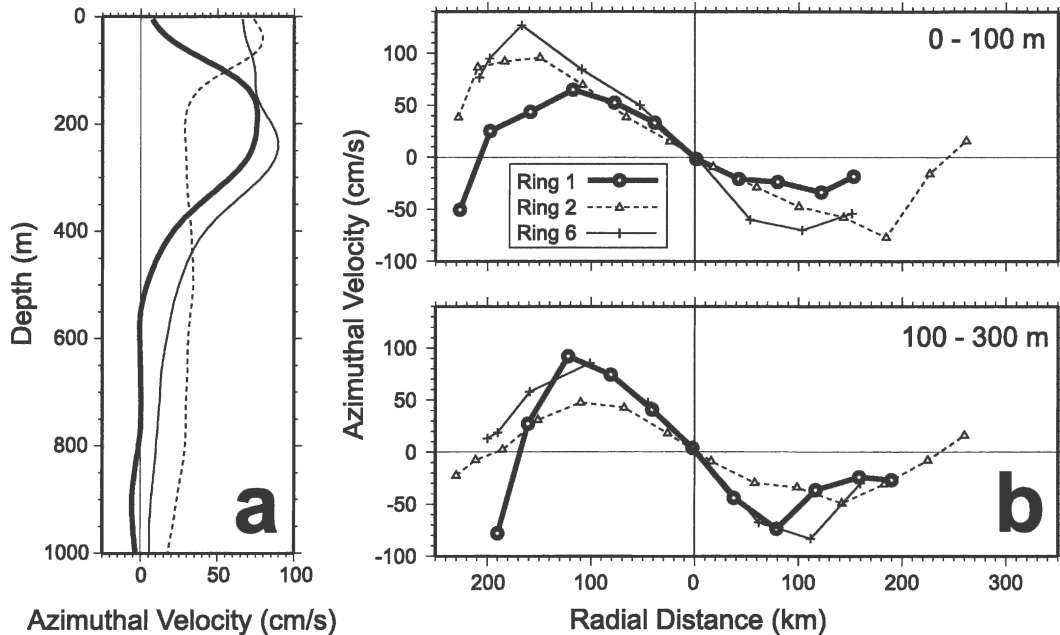 0
200
400
600
800
1000
Depth (m)
0 50 100
Azimuthal Velocity (cm/s)
a
Azimuthal Velocity (cm/s)
100
50
0
-50
-100
0 - 100 m
Ring 1
Ring 2
Ring 6
100
50
0
-50
-100
100 - 300 m
b
200 100 0 100 200 300
Radial Distance (km)